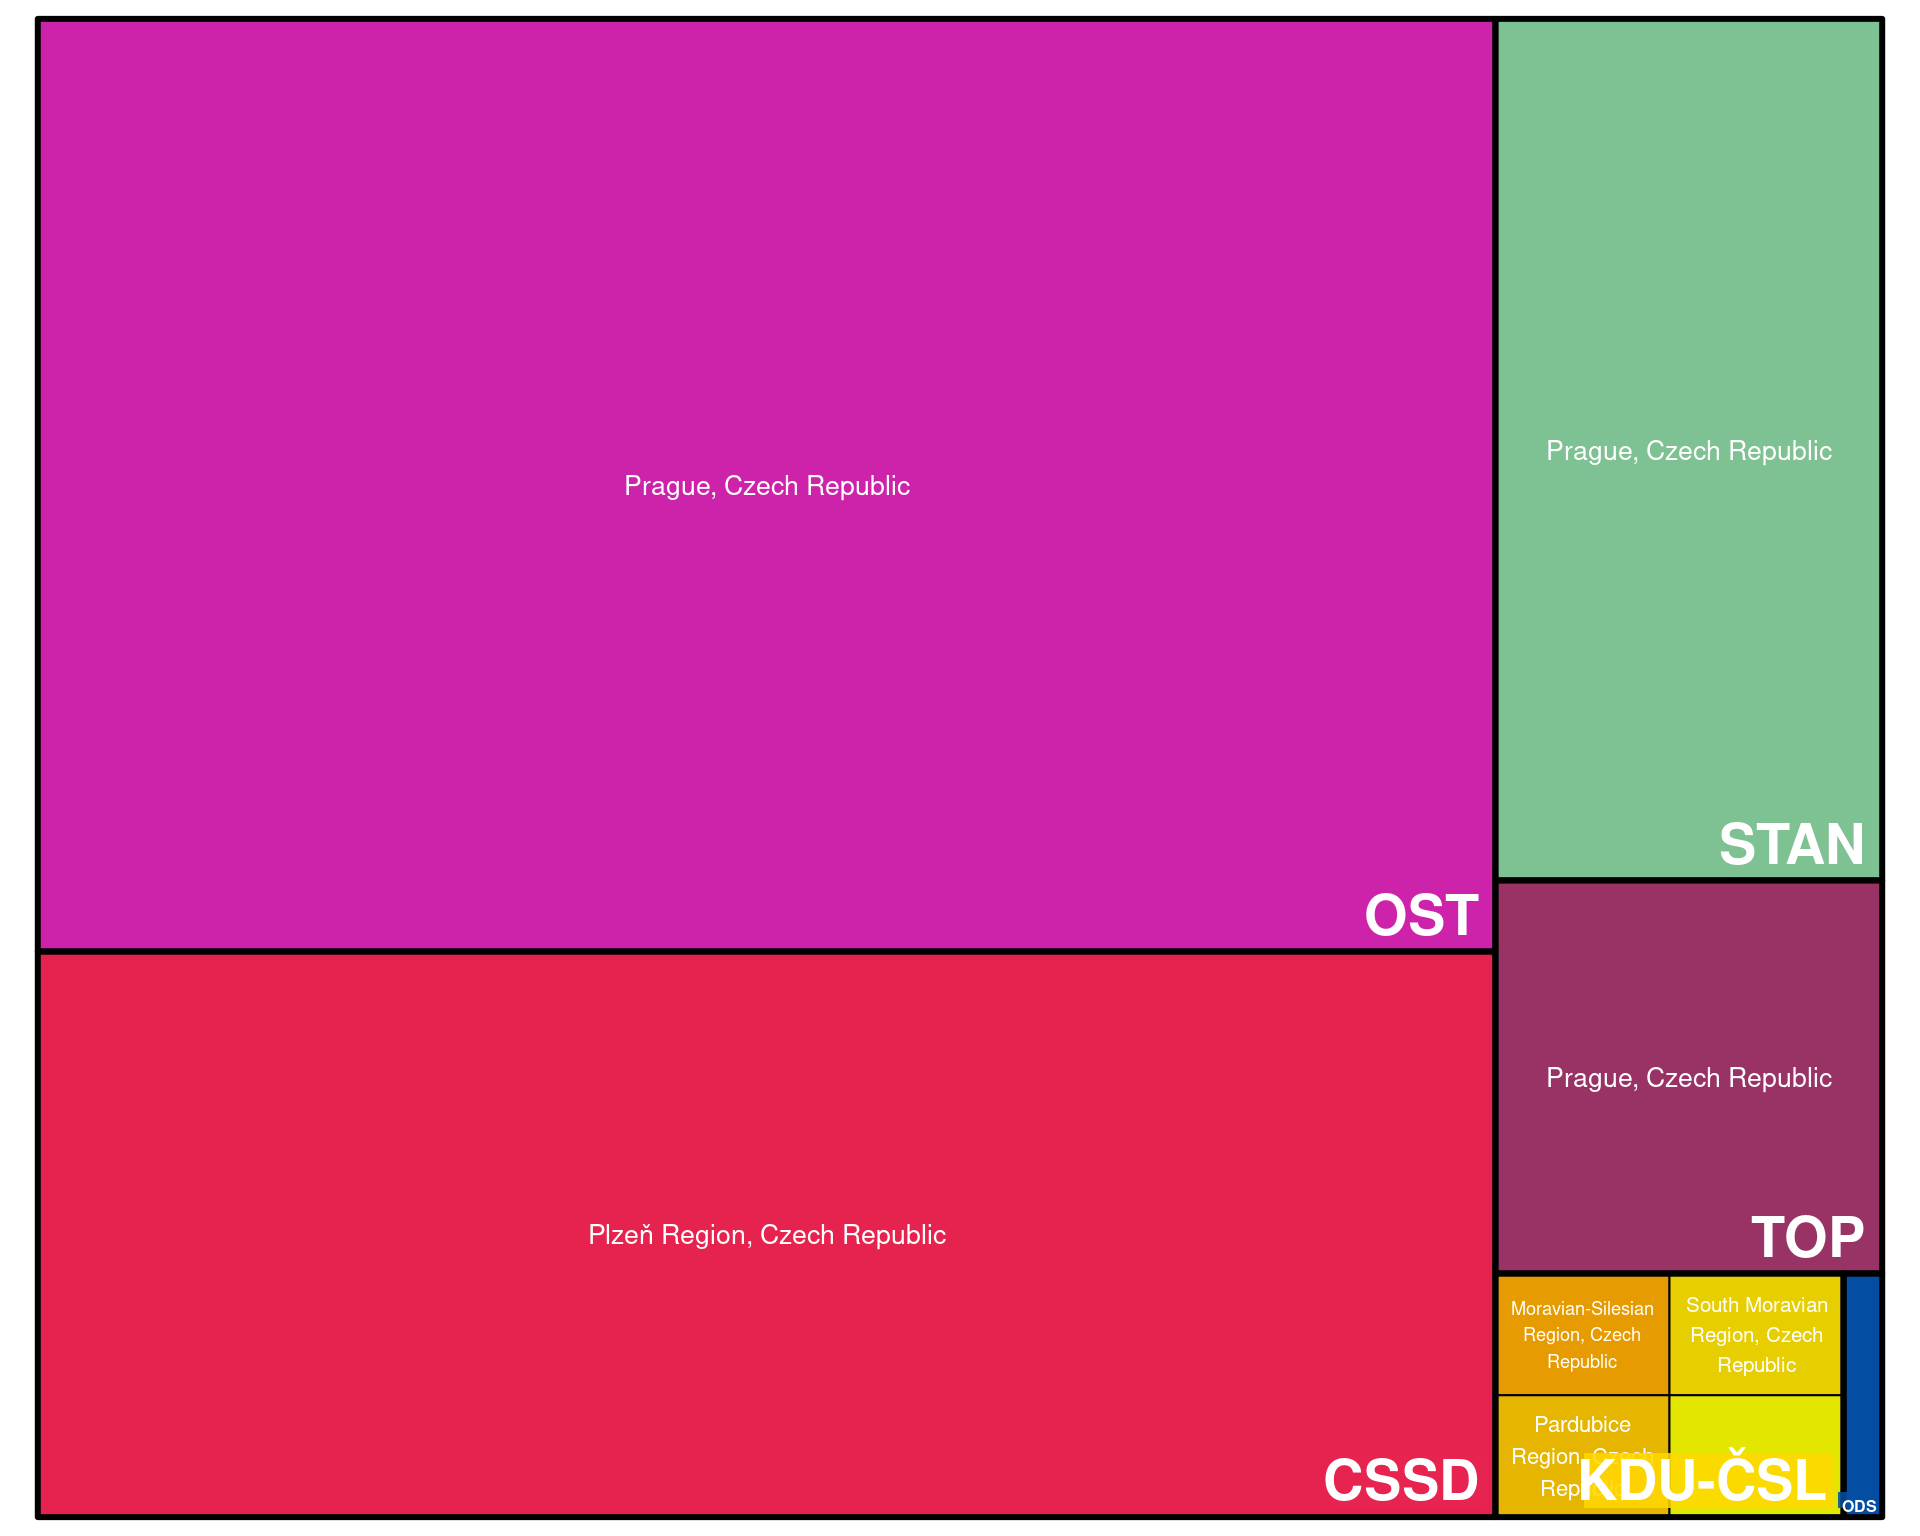 Prague, Czech Republic
OST
Plzeň Region, Czech Republic
CSSD
Prague, Czech Republic
STAN
Prague, Czech Republic
TOP
Moravian-Silesian
Region, Czech
Republic
South Moravian
Region, Czech
Republic
Pardubice
Region, Czech
Republic
KDU-ČSL
ODS